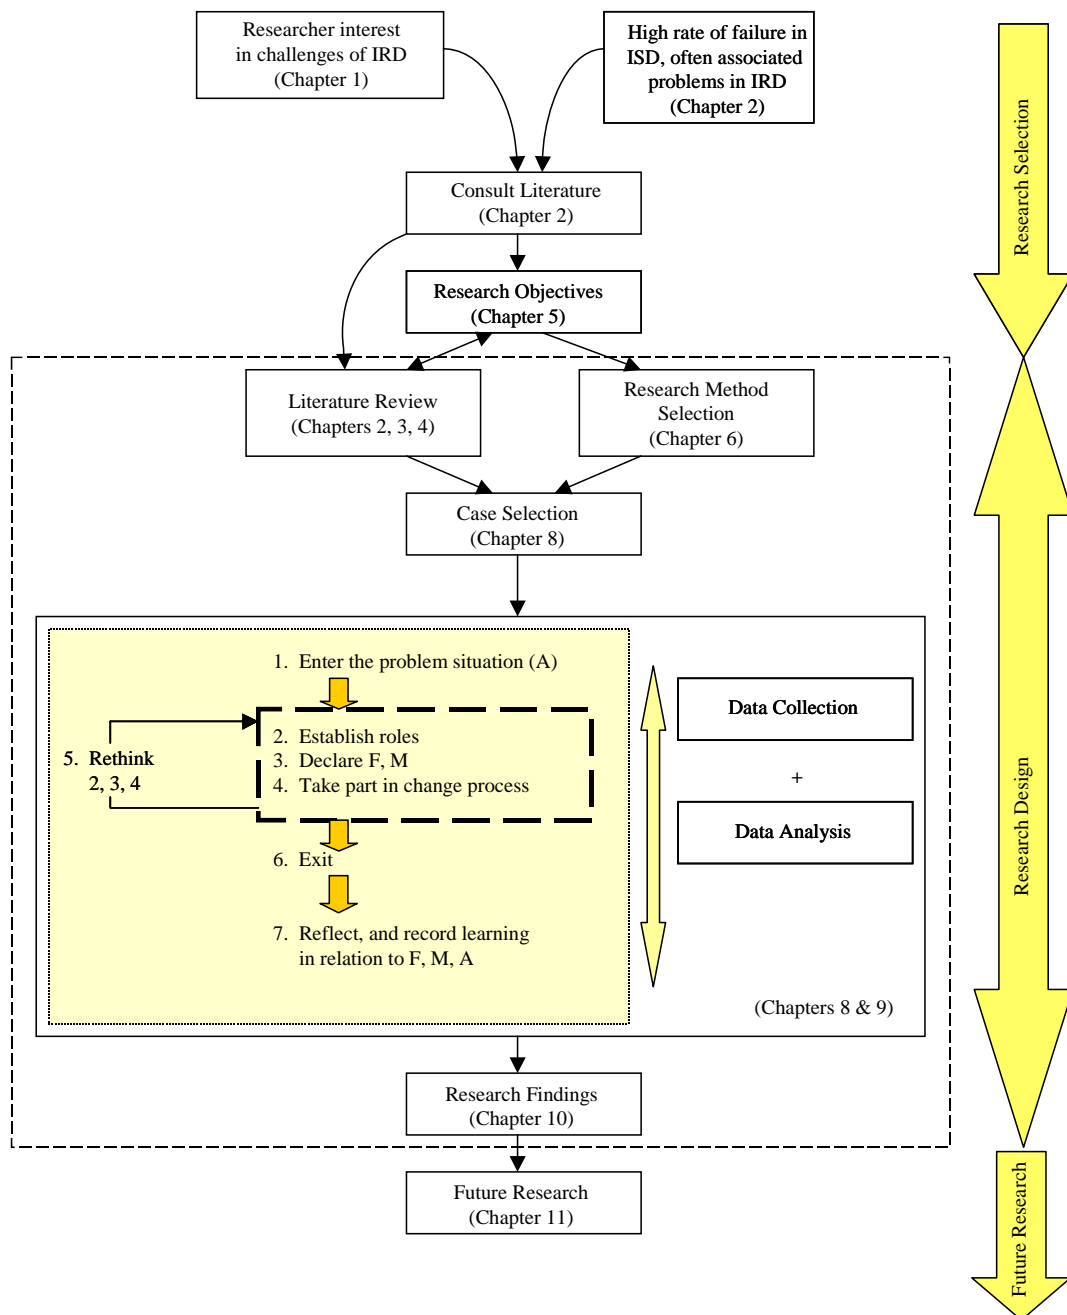 Researcher interest
in challenges of IRD
(Chapter 1)
High rate of failure in
ISD, often associated
problems in IRD
(Chapter 2)
Consult Literature
(Chapter 2)
Research Objectives
(Chapter 5)
Literature Review
(Chapters 2, 3, 4)
Research Method
Selection
(Chapter 6)
Case Selection
(Chapter 8)
1. Enter the problem situation (A)
2. Establish roles
3. Declare F, M
4. Take part in change process
5. Rethink
2, 3, 4
6. Exit
7. Reflect, and record learning
in relation to F, M, A
Data Collection
+
Data Analysis
(Chapters 8 & 9)
Research Findings
(Chapter 10)
Future Research
(Chapter 11)
Research Selection
Research Design
Future Research